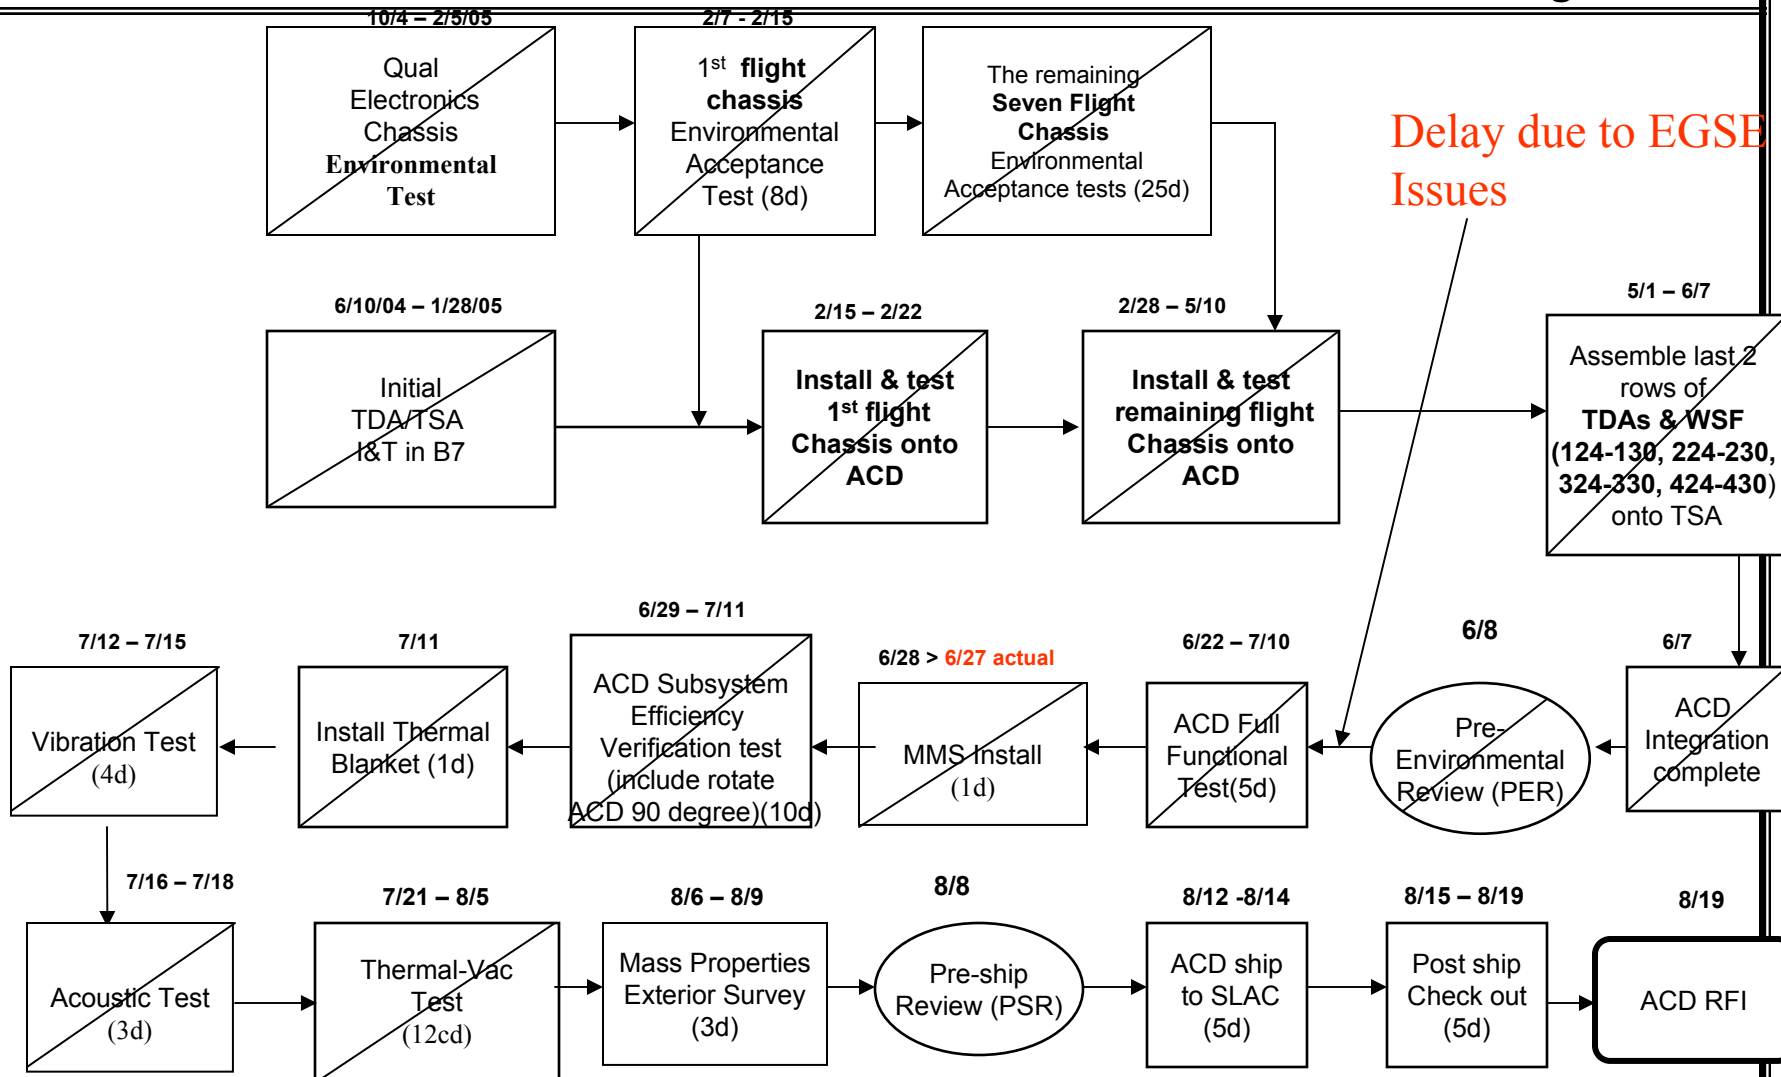 10/4 – 2/5/05
2/7 - 2/15
Qual
Electronics
Chassis
Environmental
Test
1st flight
chassis
Environmental
Acceptance
Test (8d)
The remaining
Seven Flight
Chassis
Environmental
Acceptance tests (25d)
Delay due to EGSE
Issues
6/10/04 – 1/28/05
2/15 – 2/22
2/28 – 5/10
5/1 – 6/7
Initial
TDA/TSA
I&T in B7
Install & test
1st flight
Chassis onto
ACD
Install & test
remaining flight
Chassis onto
ACD
Assemble last 2
rows of
TDAs & WSF
(124-130, 224-230,
324-330, 424-430)
onto TSA
7/12 – 7/15
7/11
6/29 – 7/11
6/28 > 6/27 actual
6/22 – 7/10
6/8
6/7
Vibration Test
(4d)
Install Thermal
Blanket (1d)
ACD Subsystem
Efficiency
Verification test
(include rotate
ACD 90 degree)(10d)
MMS Install
(1d)
ACD Full
Functional
Test(5d)
Pre-
Environmental
Review (PER)
ACD
Integration
complete
7/16 – 7/18
7/21 – 8/5
8/6 – 8/9
8/8
8/12 -8/14
8/15 – 8/19
8/19
Acoustic Test
(3d)
Thermal-Vac
Test
(12cd)
Mass Properties
Exterior Survey
(3d)
Pre-ship
Review (PSR)
ACD ship
to SLAC
(5d)
Post ship
Check out
(5d)
ACD RFI